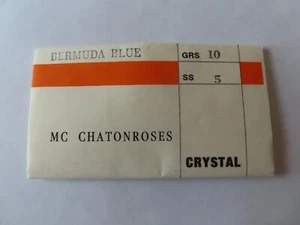 BERMUDA BLUE GRS 10
SS 5
MC CHATONROSES
CRYSTAL